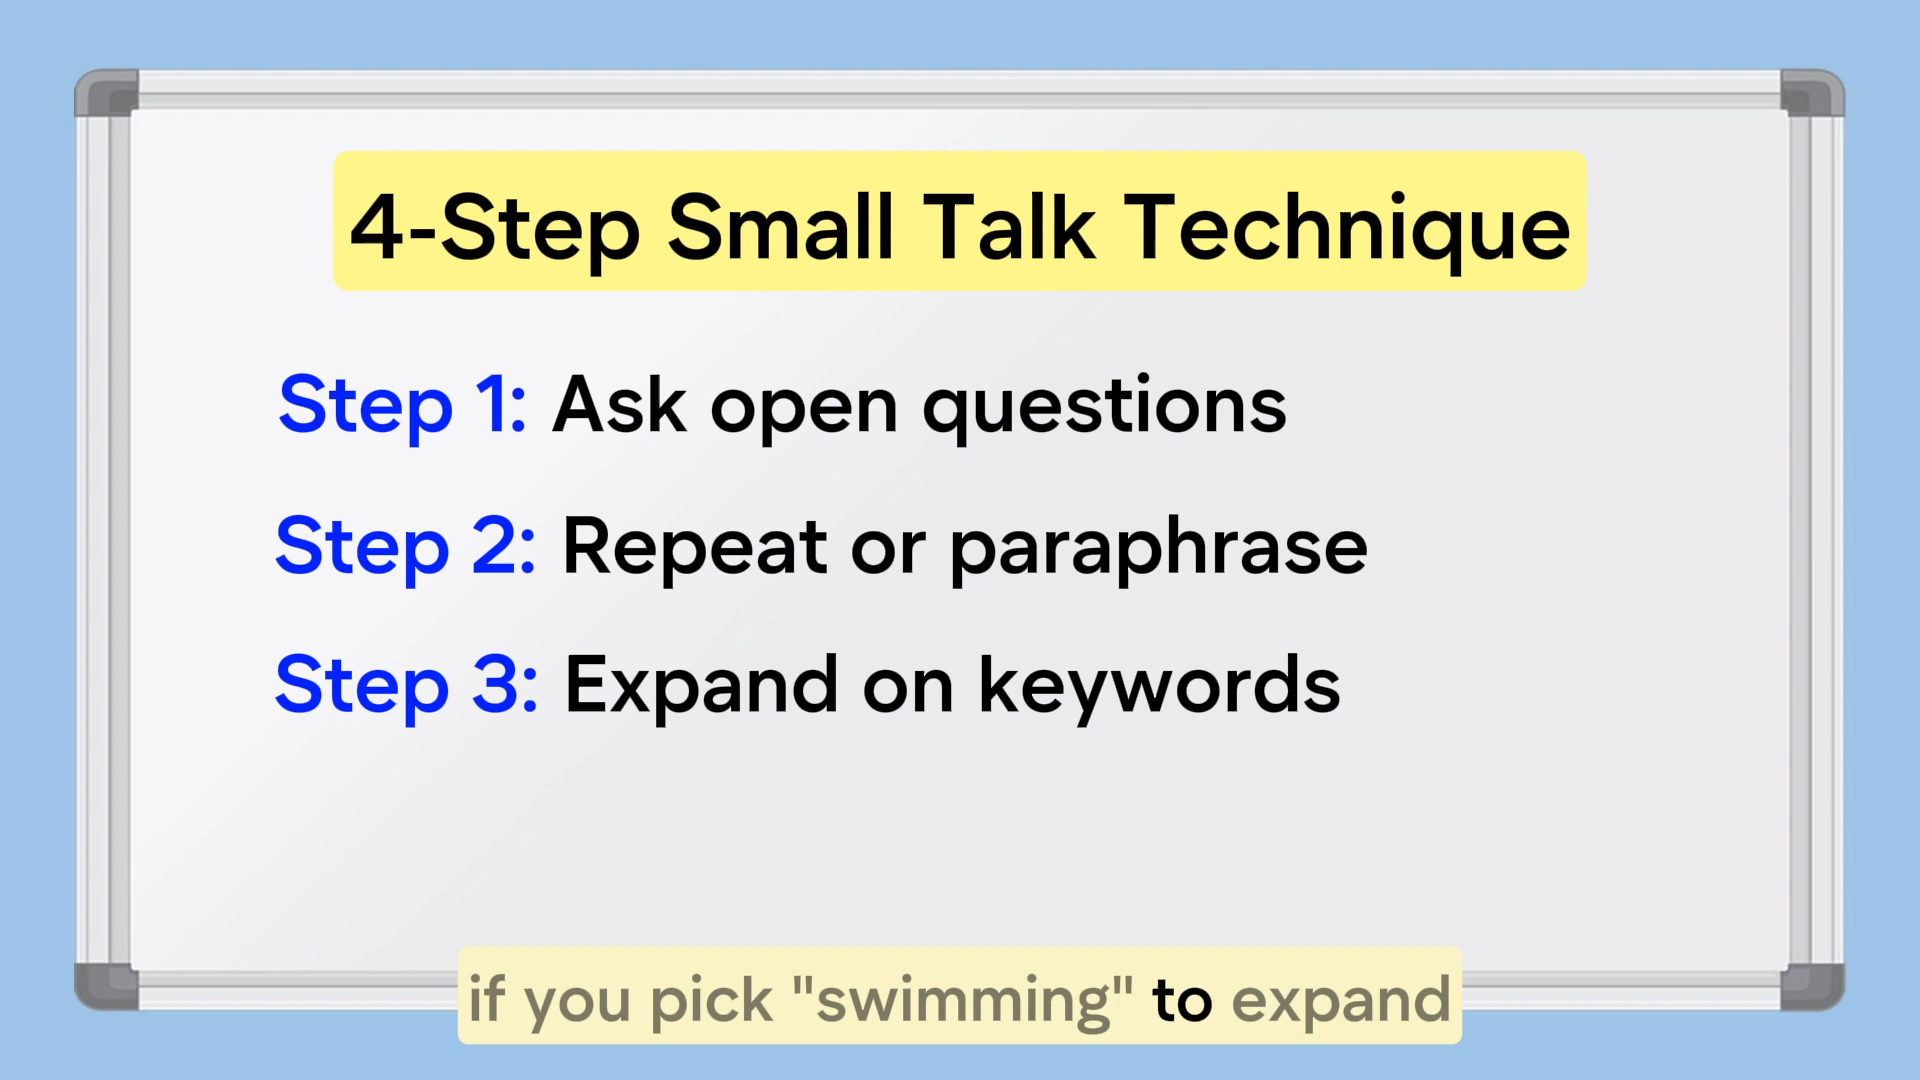 4-Step Small Talk Technique
Step 1: Ask open questions
Step 2: Repeat or paraphrase
Step 3: Expand on keywords
if you pick "swimming" to expand